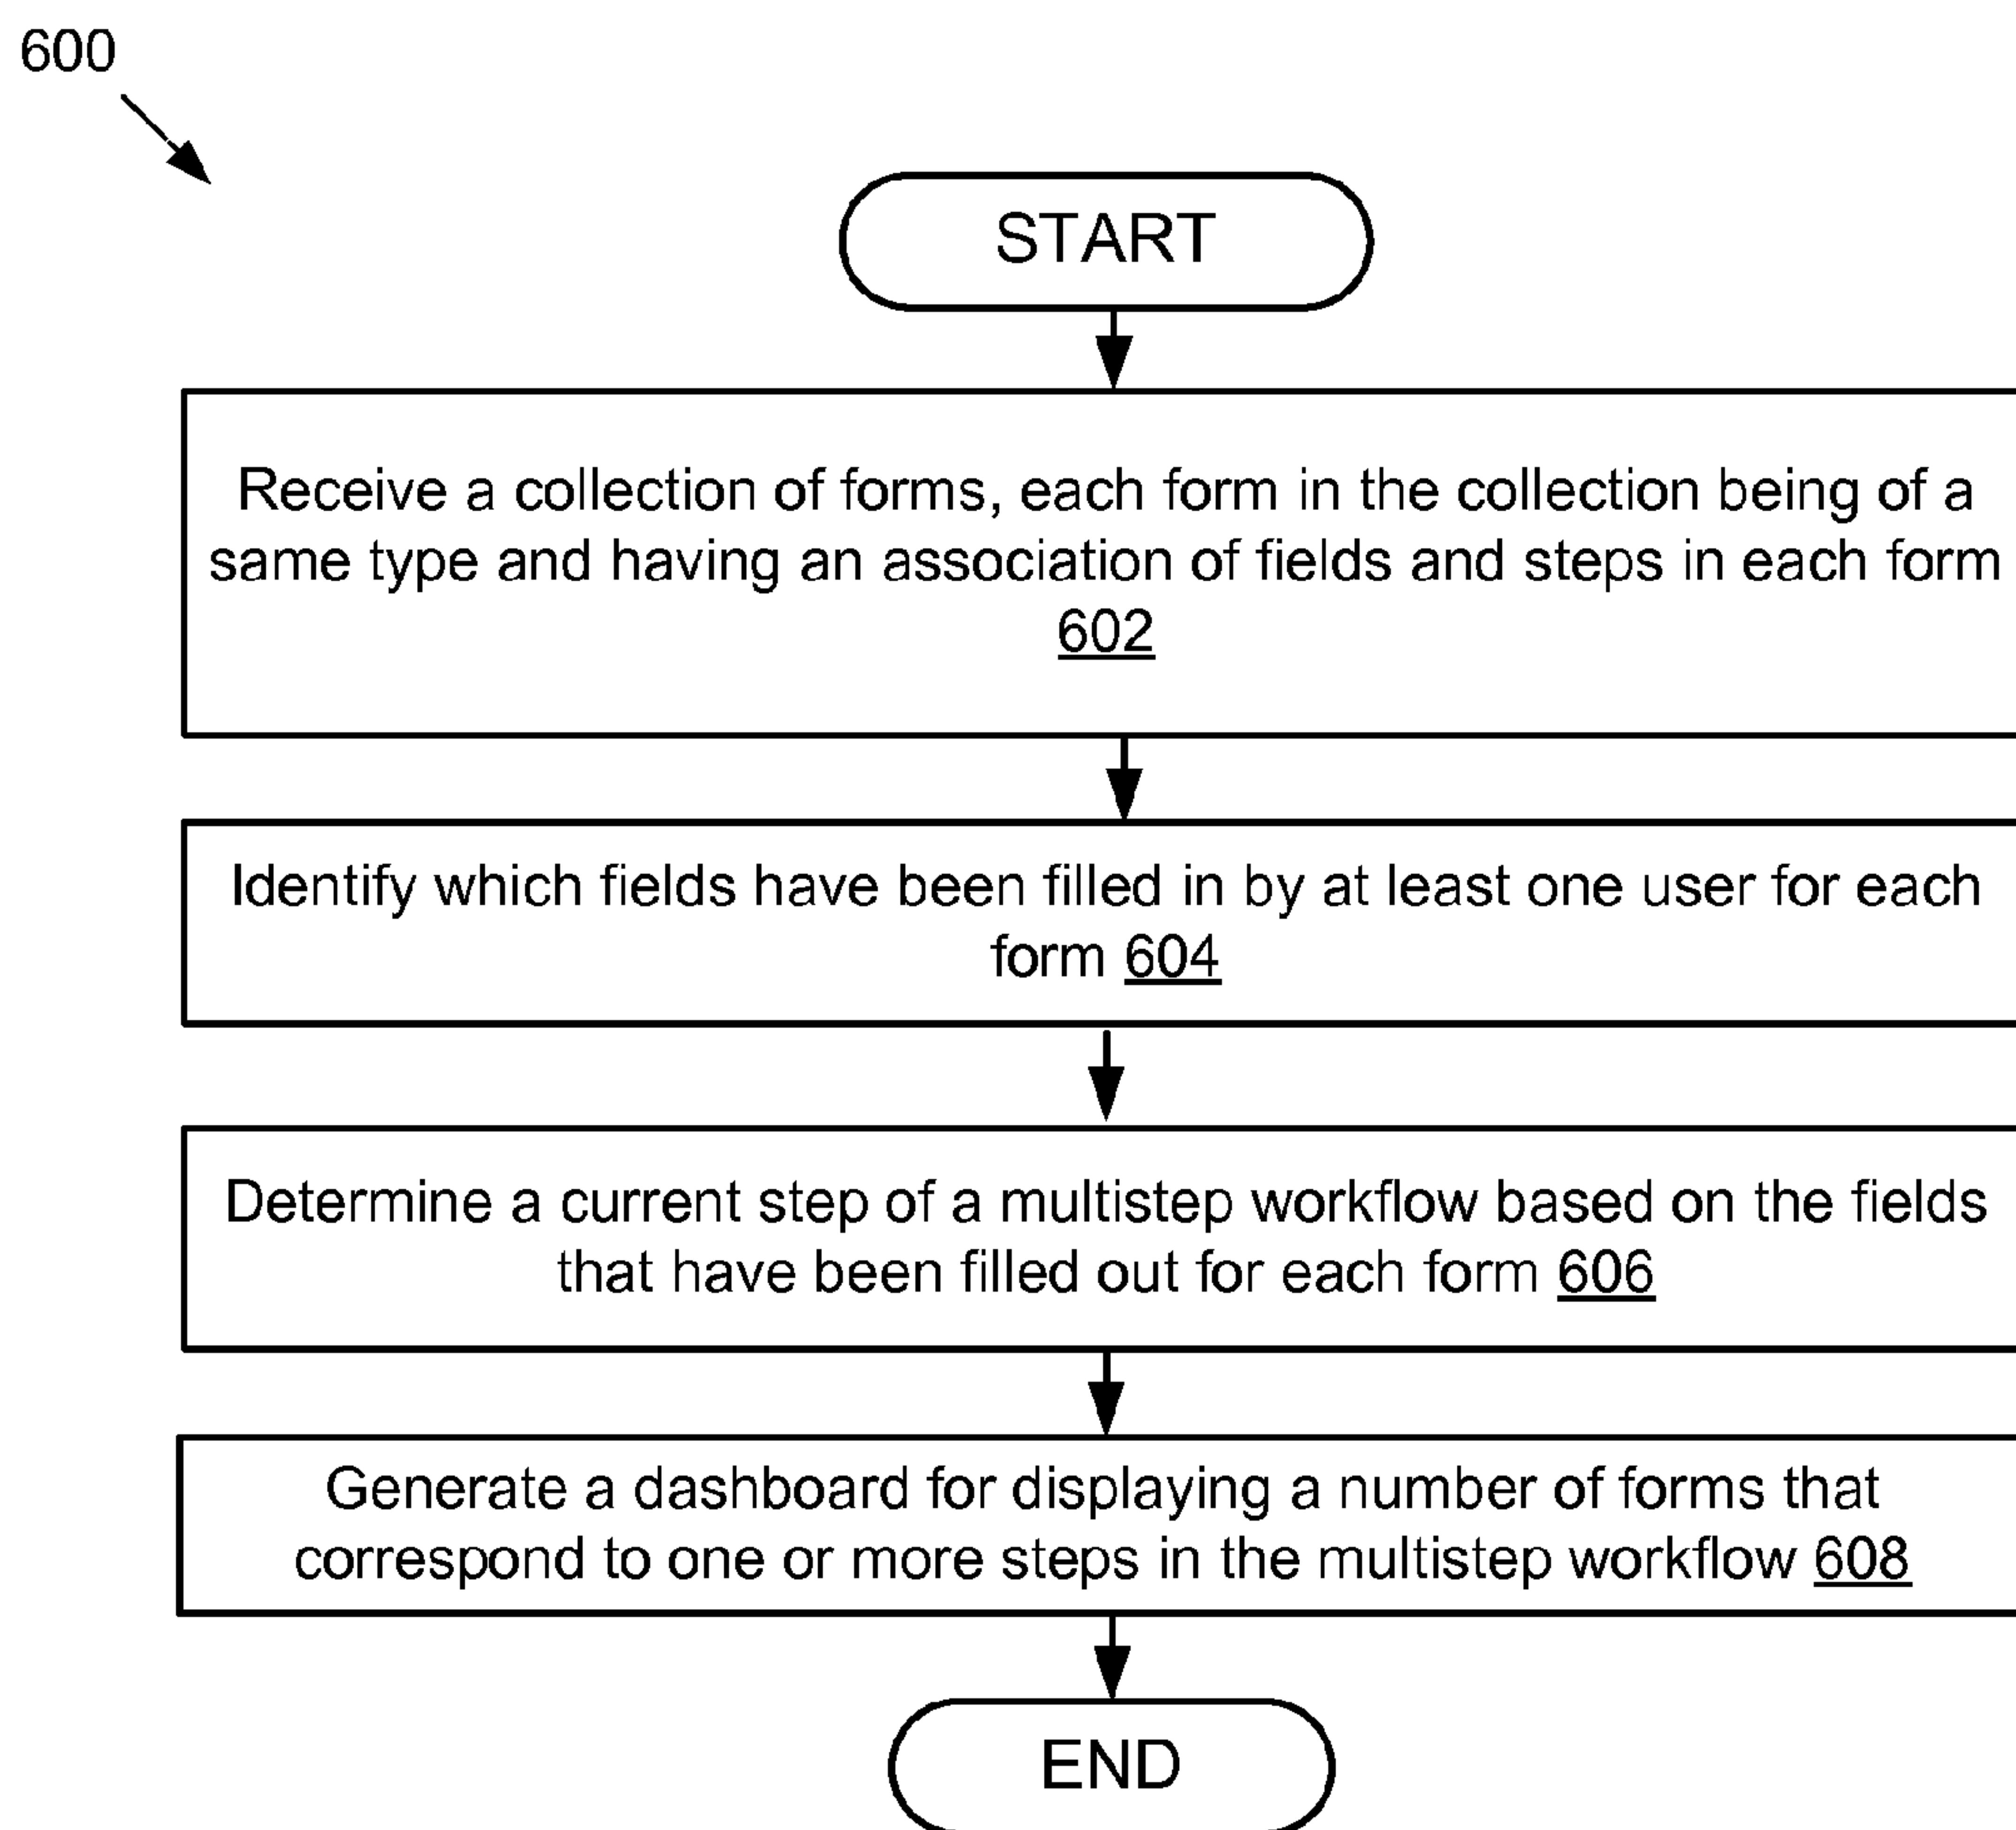 600
START
Receive a collection of forms, each form in the collection being of a
same type and having an association of fields and steps in each form
602
Identify which fields have been filled in by at least one user for each
form 604
Determine a current step of a multistep workflow based on the fields
that have been filled out for each form 606
Generate a dashboard for displaying a number of forms that
correspond to one or more steps in the multistep workflow 608
END